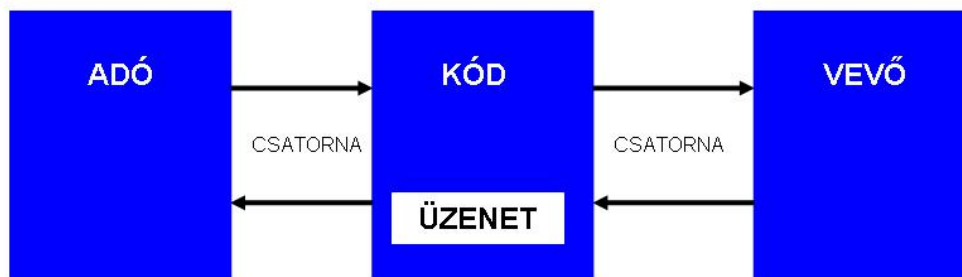 ADÓ
KÓD
VEVŐ
CSATORNA
CSATORNA
ÜZENET